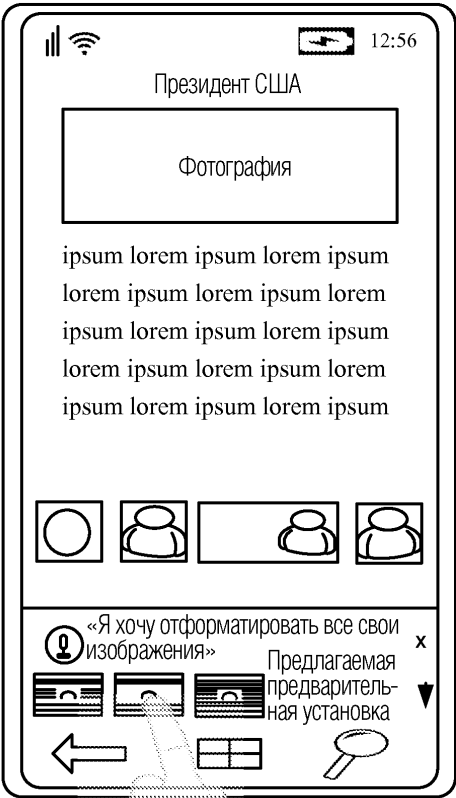 12:56
Президент США
Фотография
ipsum lorem ipsum lorem ipsum
lorem ipsum lorem ipsum lorem
ipsum lorem ipsum lorem ipsum
lorem ipsum lorem ipsum lorem
ipsum lorem ipsum lorem ipsum
«Я хочу отформатировать все свои
изображения»
x
Предлагаемая
предваритель-
ная установка